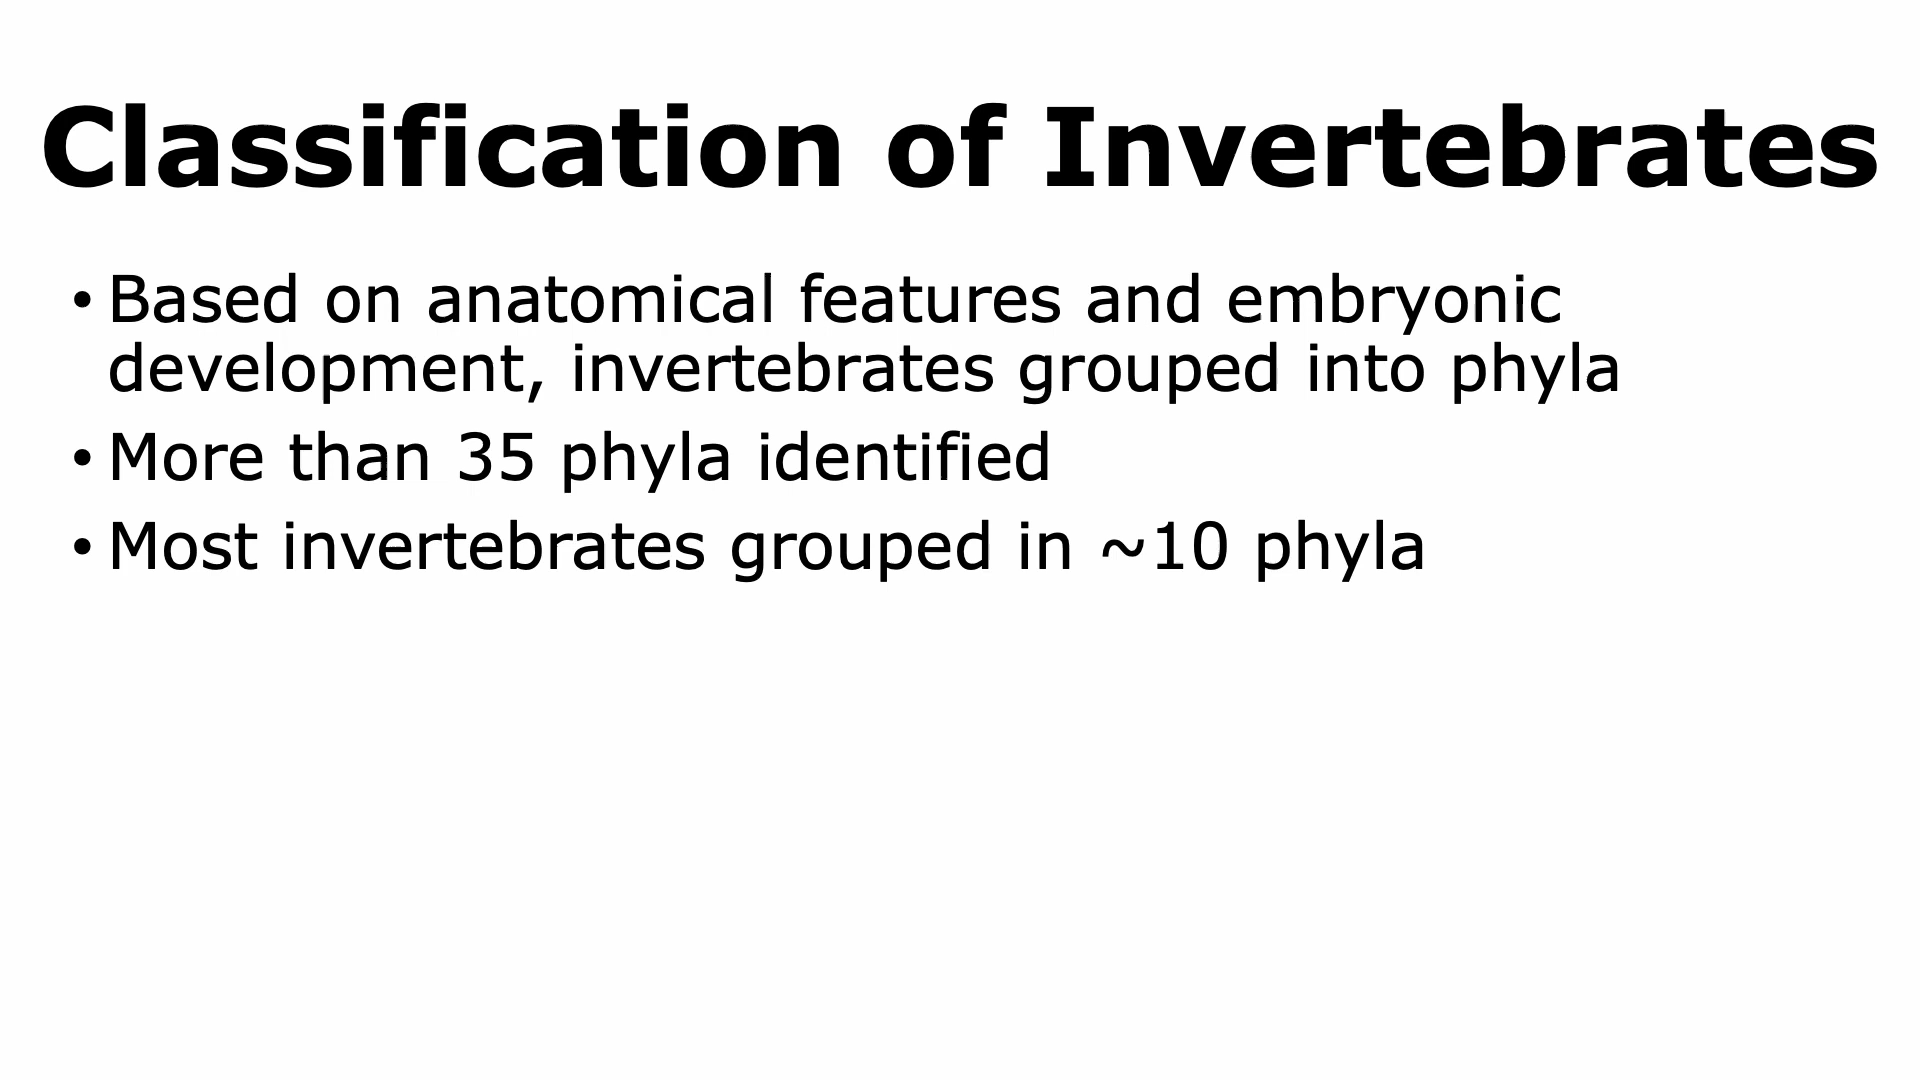 Classification of Invertebrates
• Based on anatomical features and embryonic
development, invertebrates grouped into phyla
• More than 35 phyla identified
• Most invertebrates grouped in ~10 phyla